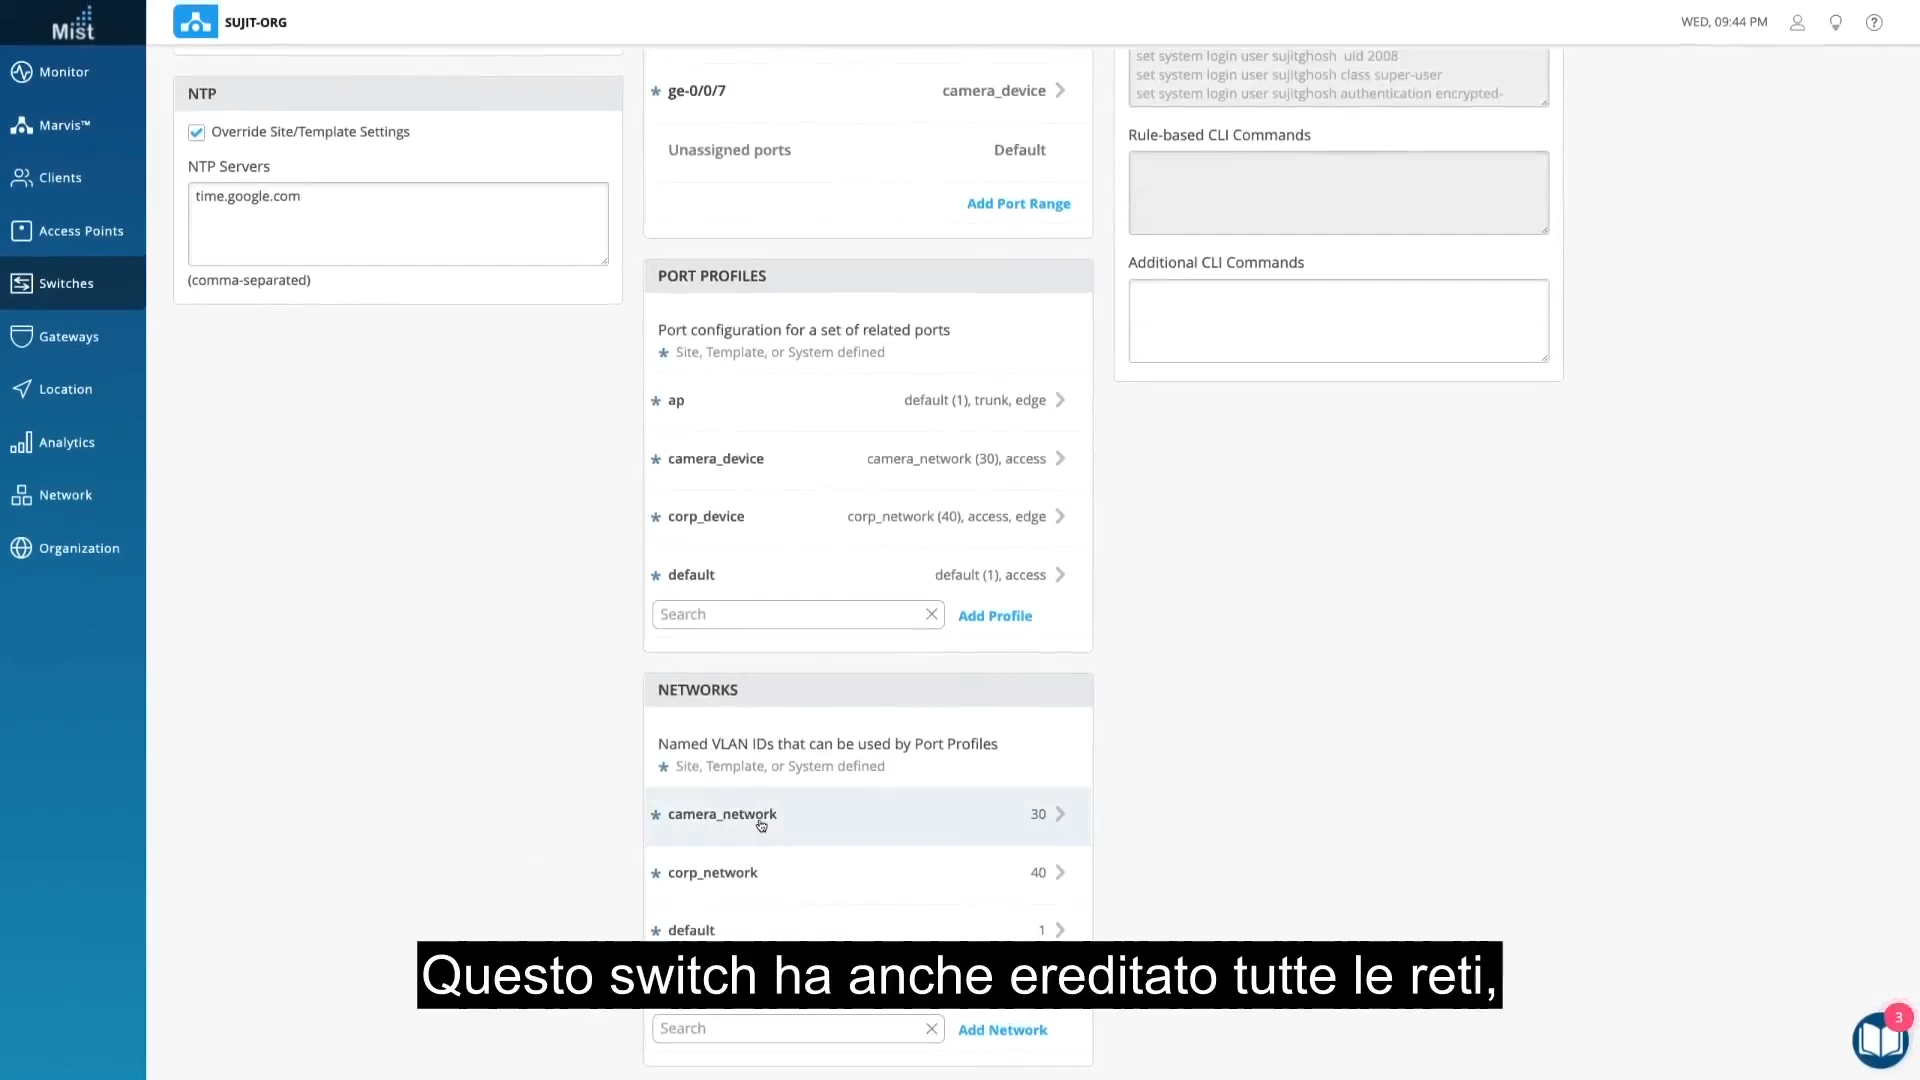 Mist
SUJIT-ORG
WED, 09:44 PM
Monitor
Marvis™
Clients
Access Points
Switches
Gateways
Location
Analytics
Network
Organization
NTP
Override Site/Template Settings
NTP Servers
time.google.com
(comma-separated)
* ge-0/0/7 camera_device
Unassigned ports Default
Add Port Range
PORT PROFILES
Port configuration for a set of related ports
* Site, Template, or System defined
* ap default (1), trunk, edge
* camera_device camera_network (30), access
* corp_device corp_network (40), access, edge
* default default (1), access
Search Add Profile
NETWORKS
Named VLAN IDs that can be used by Port Profiles
* Site, Template, or System defined
* camera_network 30
* corp_network 40
* default 1
Search Add Network
set system login user sujitghosh uid 2008
set system login user sujitghosh class super-user
set system login user sujitghosh authentication encrypted-
Rule-based CLI Commands
Additional CLI Commands
Questo switch ha anche ereditato tutte le reti,
3